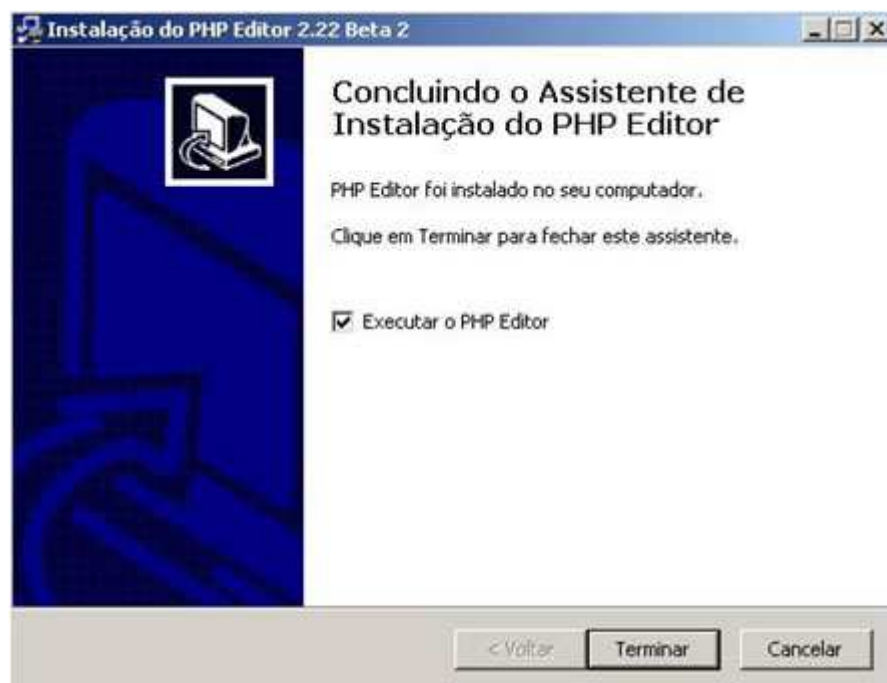 Instalação do PHP Editor 2.22 Beta 2
Concluindo o Assistente de
Instalação do PHP Editor
PHP Editor foi instalado no seu computador.
Clique em Terminar para fechar este assistente.
Executar o PHP Editor
< Voltar
Terminar
Cancelar